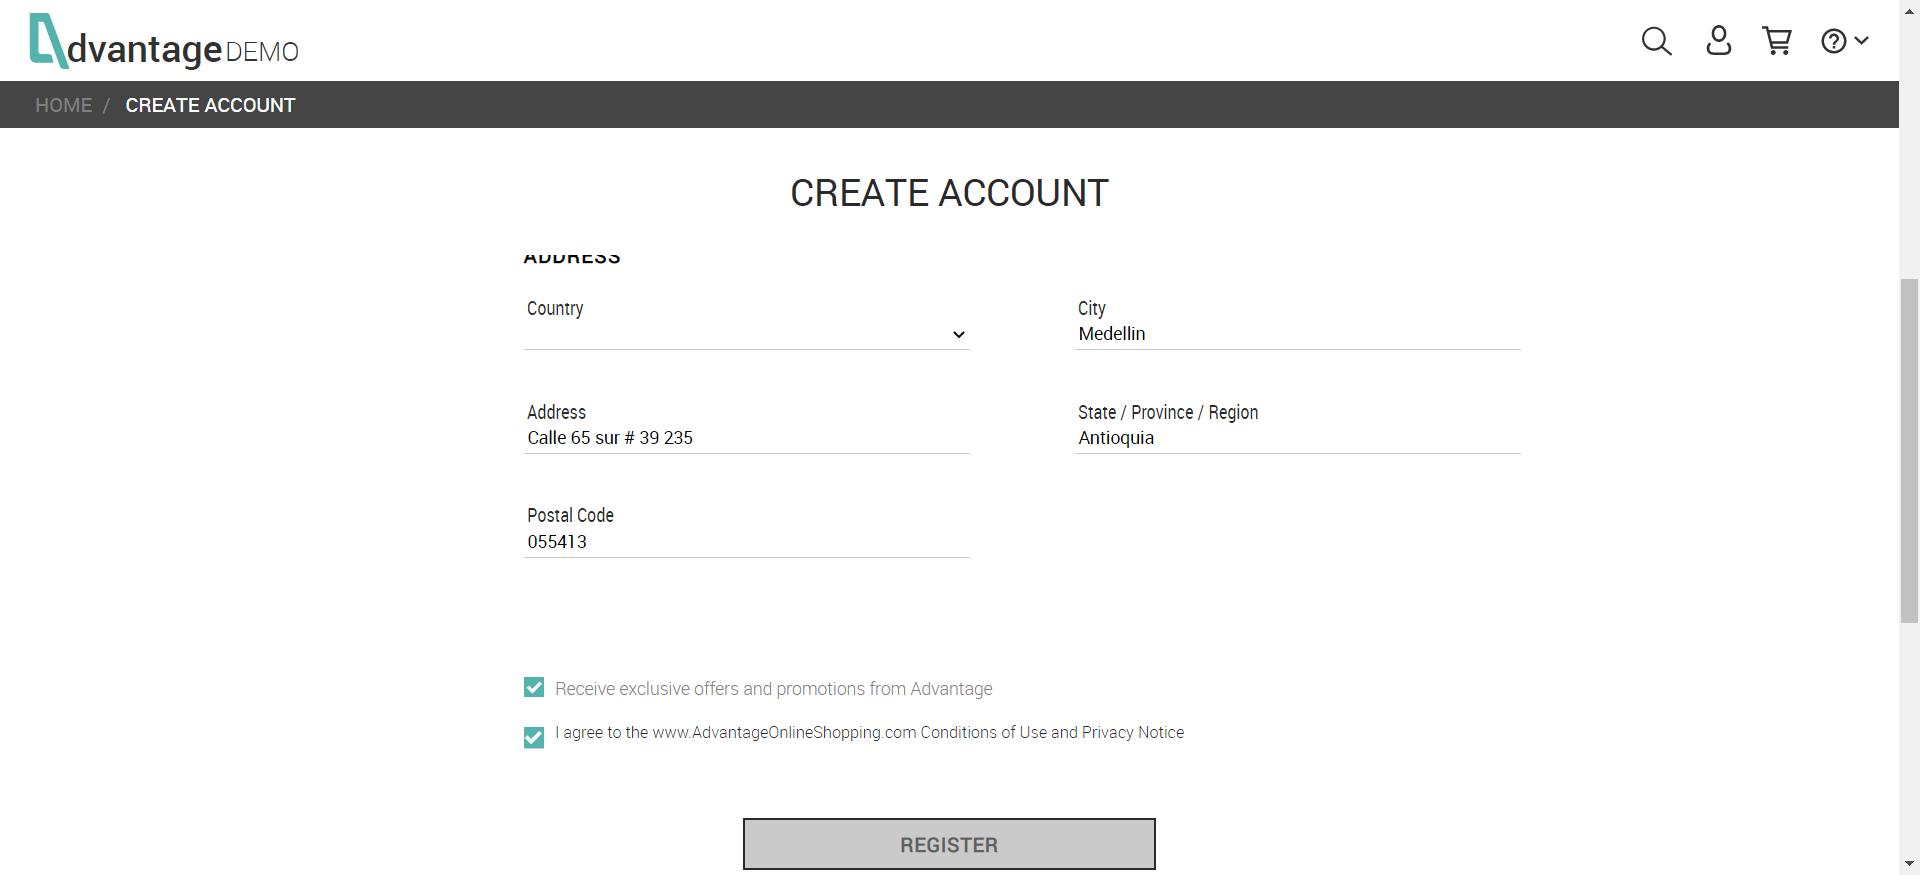 dvantage DEMO
HOME / CREATE ACCOUNT
CREATE ACCOUNT
ADDRESS
Country
City
Medellin
Address
Calle 65 sur # 39 235
State / Province / Region
Antioquia
Postal Code
055413
Receive exclusive offers and promotions from Advantage
I agree to the www.AdvantageOnlineShopping.com Conditions of Use and Privacy Notice
REGISTER